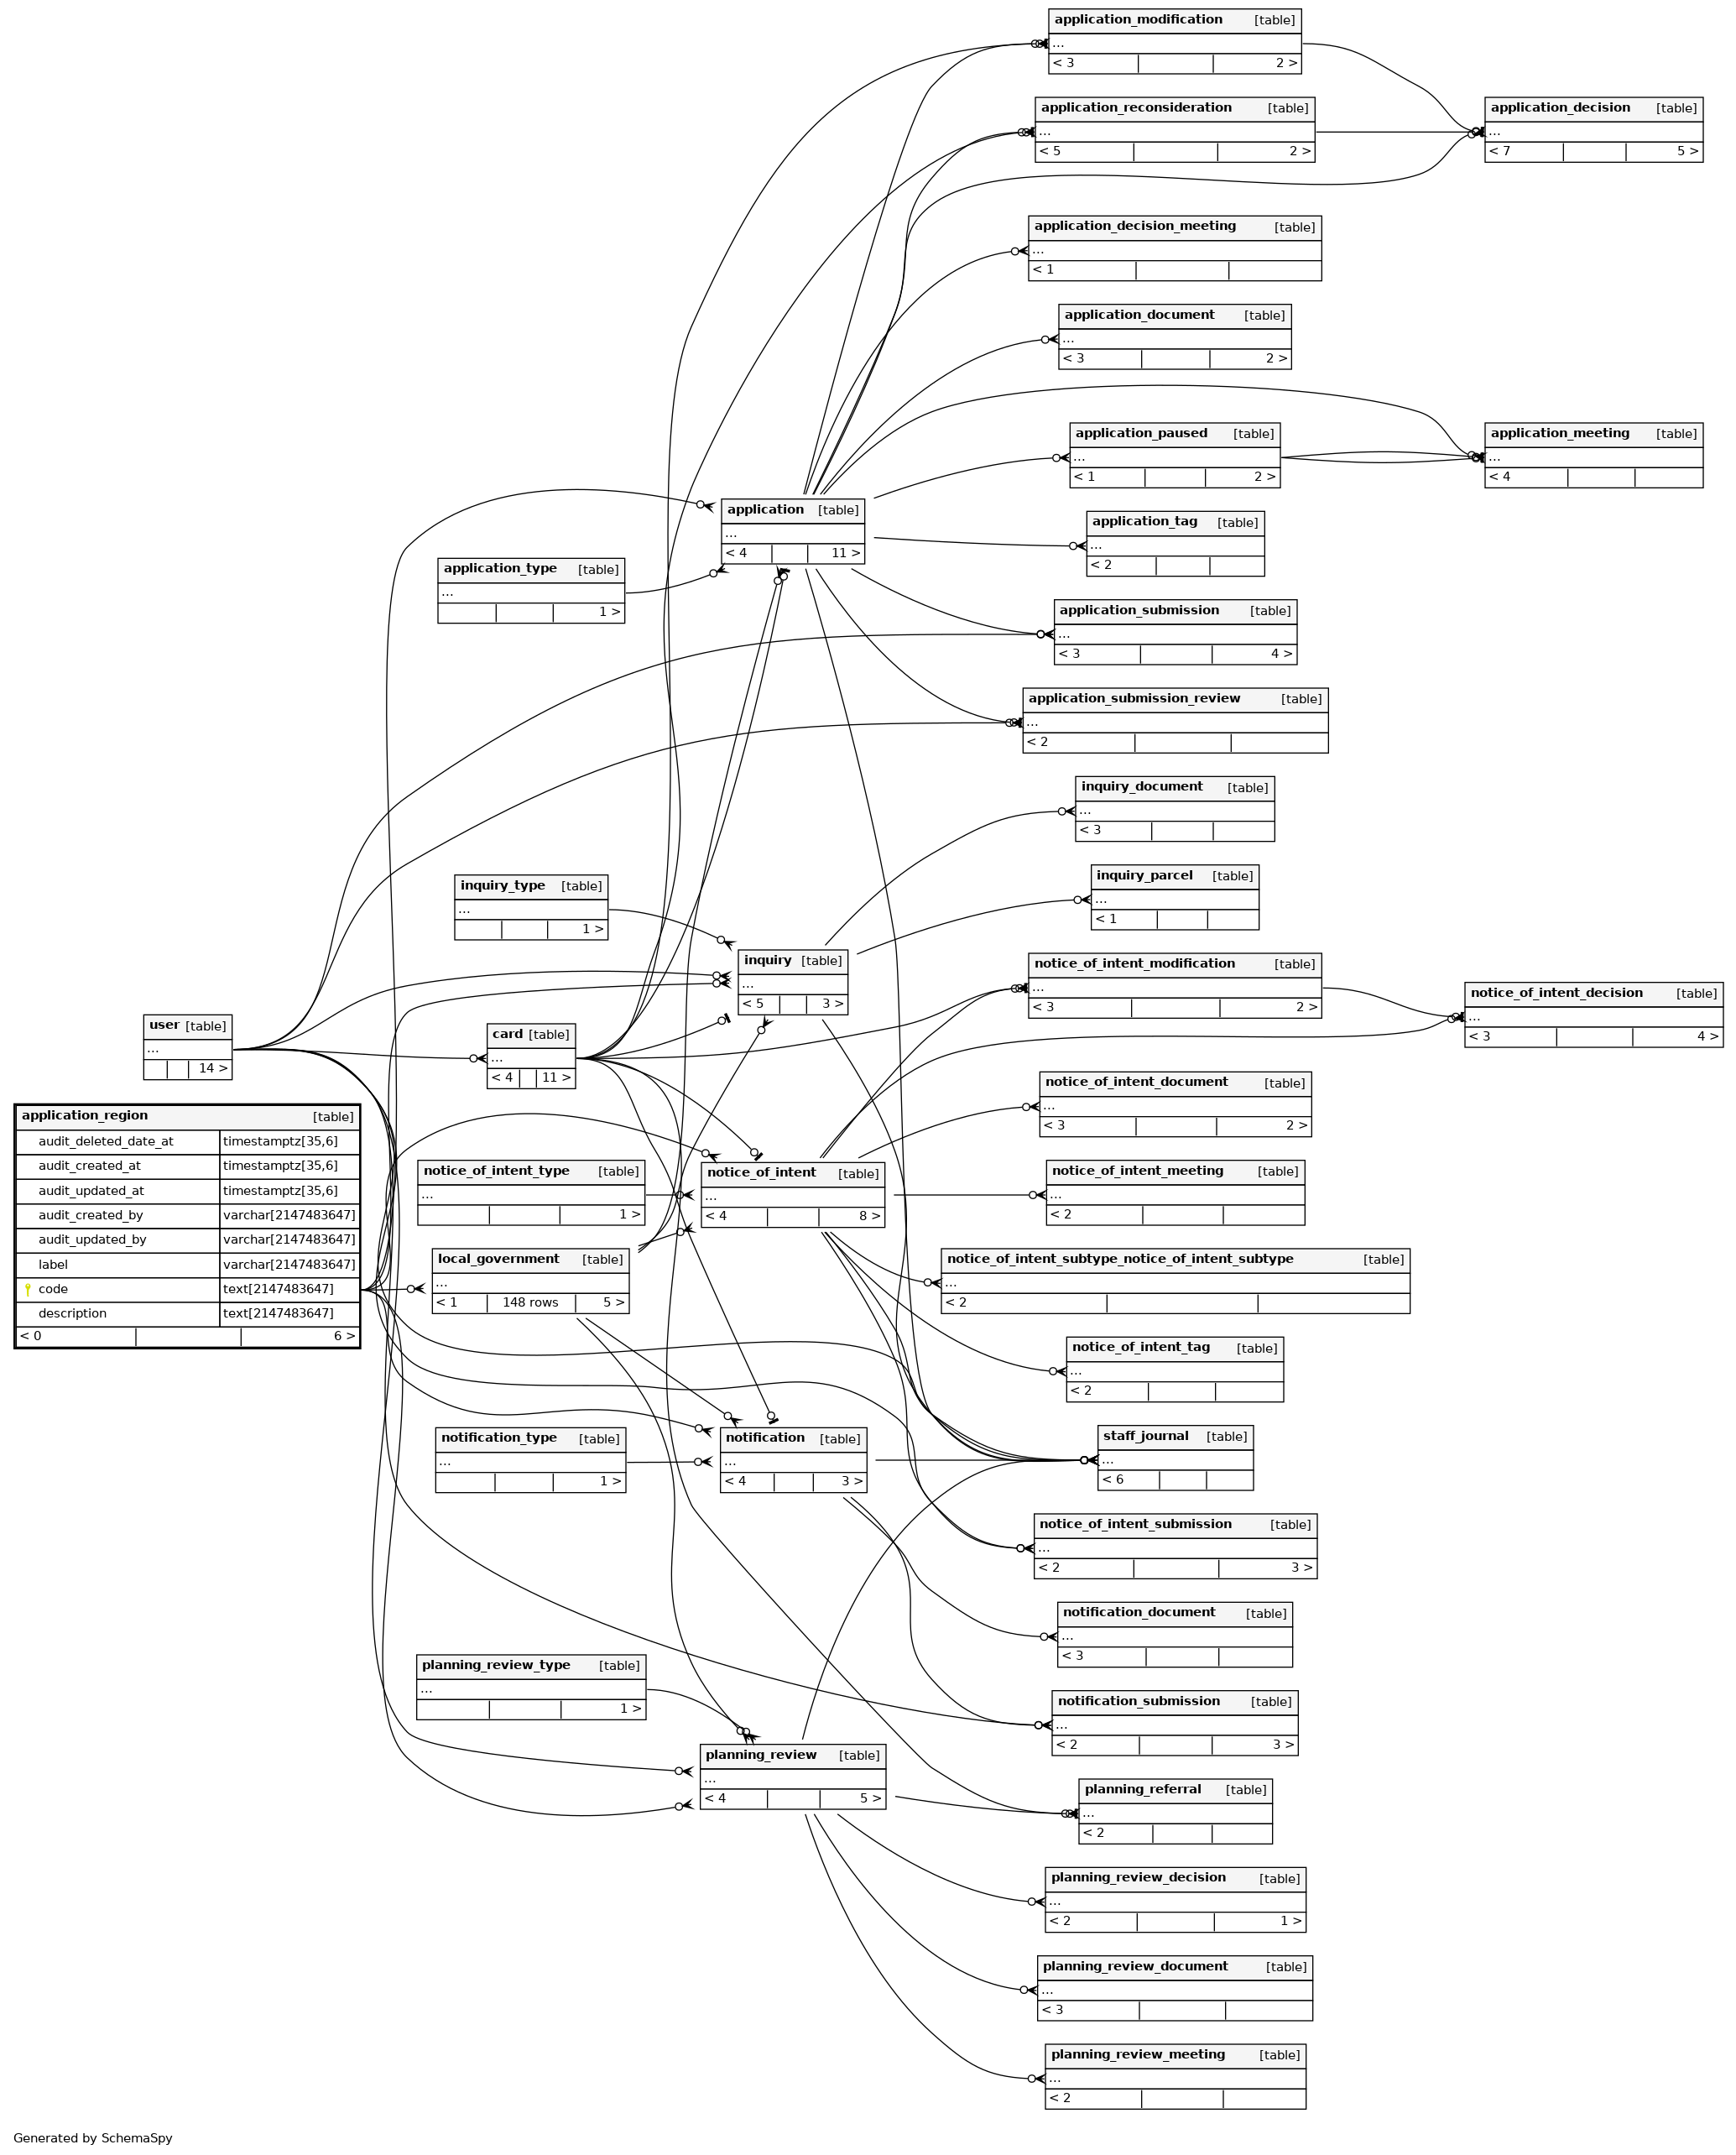 application_modification [table]
...
< 3 2 >
application_reconsideration [table]
...
< 5 2 >
application_decision [table]
...
< 7 5 >
application_decision_meeting [table]
...
< 1
application_document [table]
...
< 3 2 >
application_paused [table]
...
< 1 2 >
application_meeting [table]
...
< 4
application [table]
...
< 4 11 >
application_tag [table]
...
< 2
application_type [table]
...
1 >
application_submission [table]
...
< 3 4 >
application_submission_review [table]
...
< 2
inquiry_document [table]
...
< 3
inquiry_type [table]
...
1 >
inquiry_parcel [table]
...
< 1
inquiry [table]
...
< 5 3 >
notice_of_intent_modification [table]
...
< 3 2 >
notice_of_intent_decision [table]
...
< 3 4 >
user [table]
...
14 >
card [table]
...
< 4 11 >
notice_of_intent_document [table]
...
< 3 2 >
application_region [table]
audit_deleted_date_at timestamptz[35,6]
audit_created_at timestamptz[35,6]
audit_updated_at timestamptz[35,6]
audit_created_by varchar[2147483647]
audit_updated_by varchar[2147483647]
label varchar[2147483647]
code text[2147483647]
description text[2147483647]
< 0 6 >
notice_of_intent_type [table]
...
1 >
notice_of_intent [table]
...
< 4 8 >
notice_of_intent_meeting [table]
...
< 2
local_government [table]
...
< 1 148 rows 5 >
notice_of_intent_subtype_notice_of_intent_subtype [table]
...
< 2
notice_of_intent_tag [table]
...
< 2
notification_type [table]
...
1 >
notification [table]
...
< 4 3 >
staff_journal [table]
...
< 6
notice_of_intent_submission [table]
...
< 2 3 >
notification_document [table]
...
< 3
planning_review_type [table]
...
1 >
notification_submission [table]
...
< 2 3 >
planning_review [table]
...
< 4 5 >
planning_referral [table]
...
< 2
planning_review_decision [table]
...
< 2 1 >
planning_review_document [table]
...
< 3
planning_review_meeting [table]
...
< 2
Generated by SchemaSpy